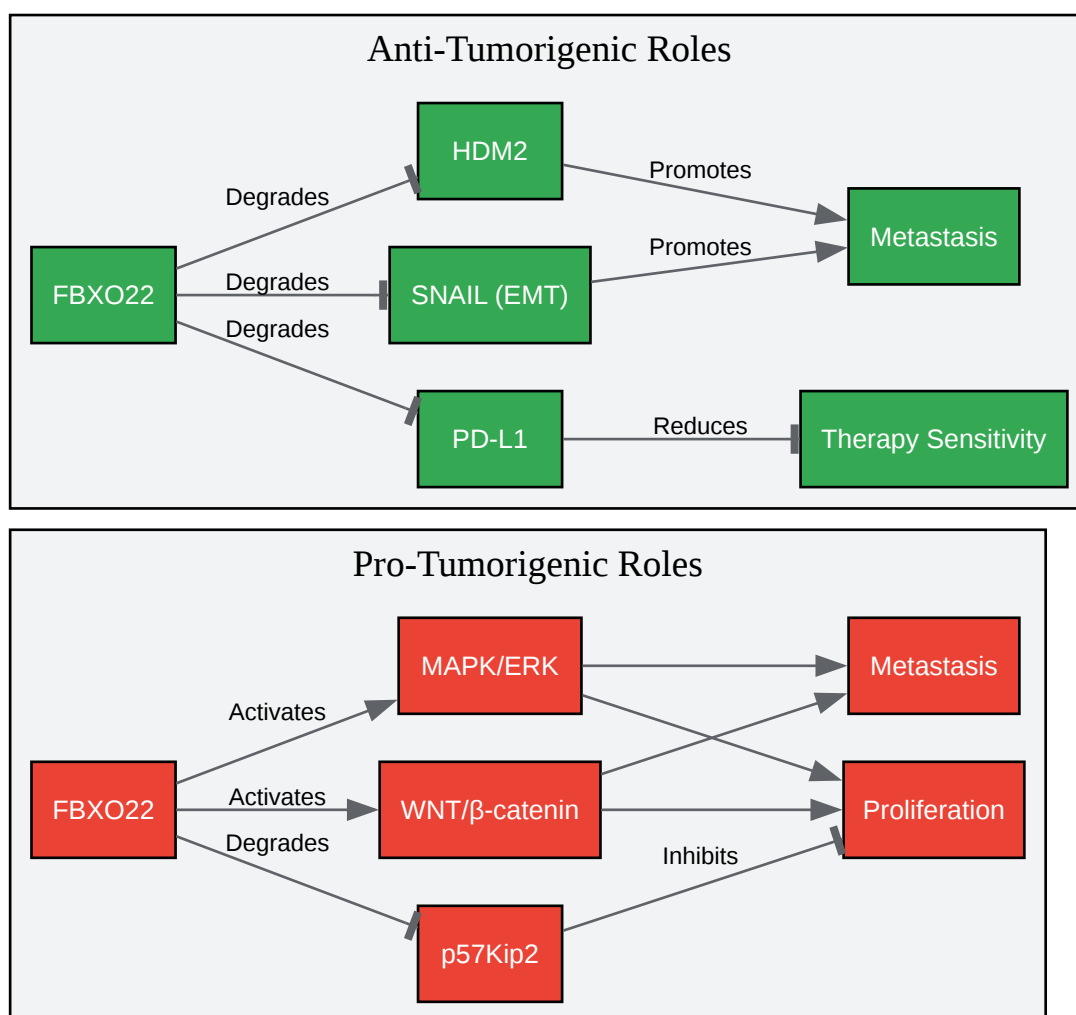 Anti-Tumorigenic Roles
HDM2
Degrades
Promotes
Metastasis
FBXO22
Degrades
SNAIL (EMT)
Promotes
Degrades
PD-L1
Reduces
Therapy Sensitivity
Pro-Tumorigenic Roles
MAPK/ERK
Metastasis
Activates
FBXO22
Activates
WNT/β-catenin
Proliferation
Degrades
Inhibits
p57Kip2